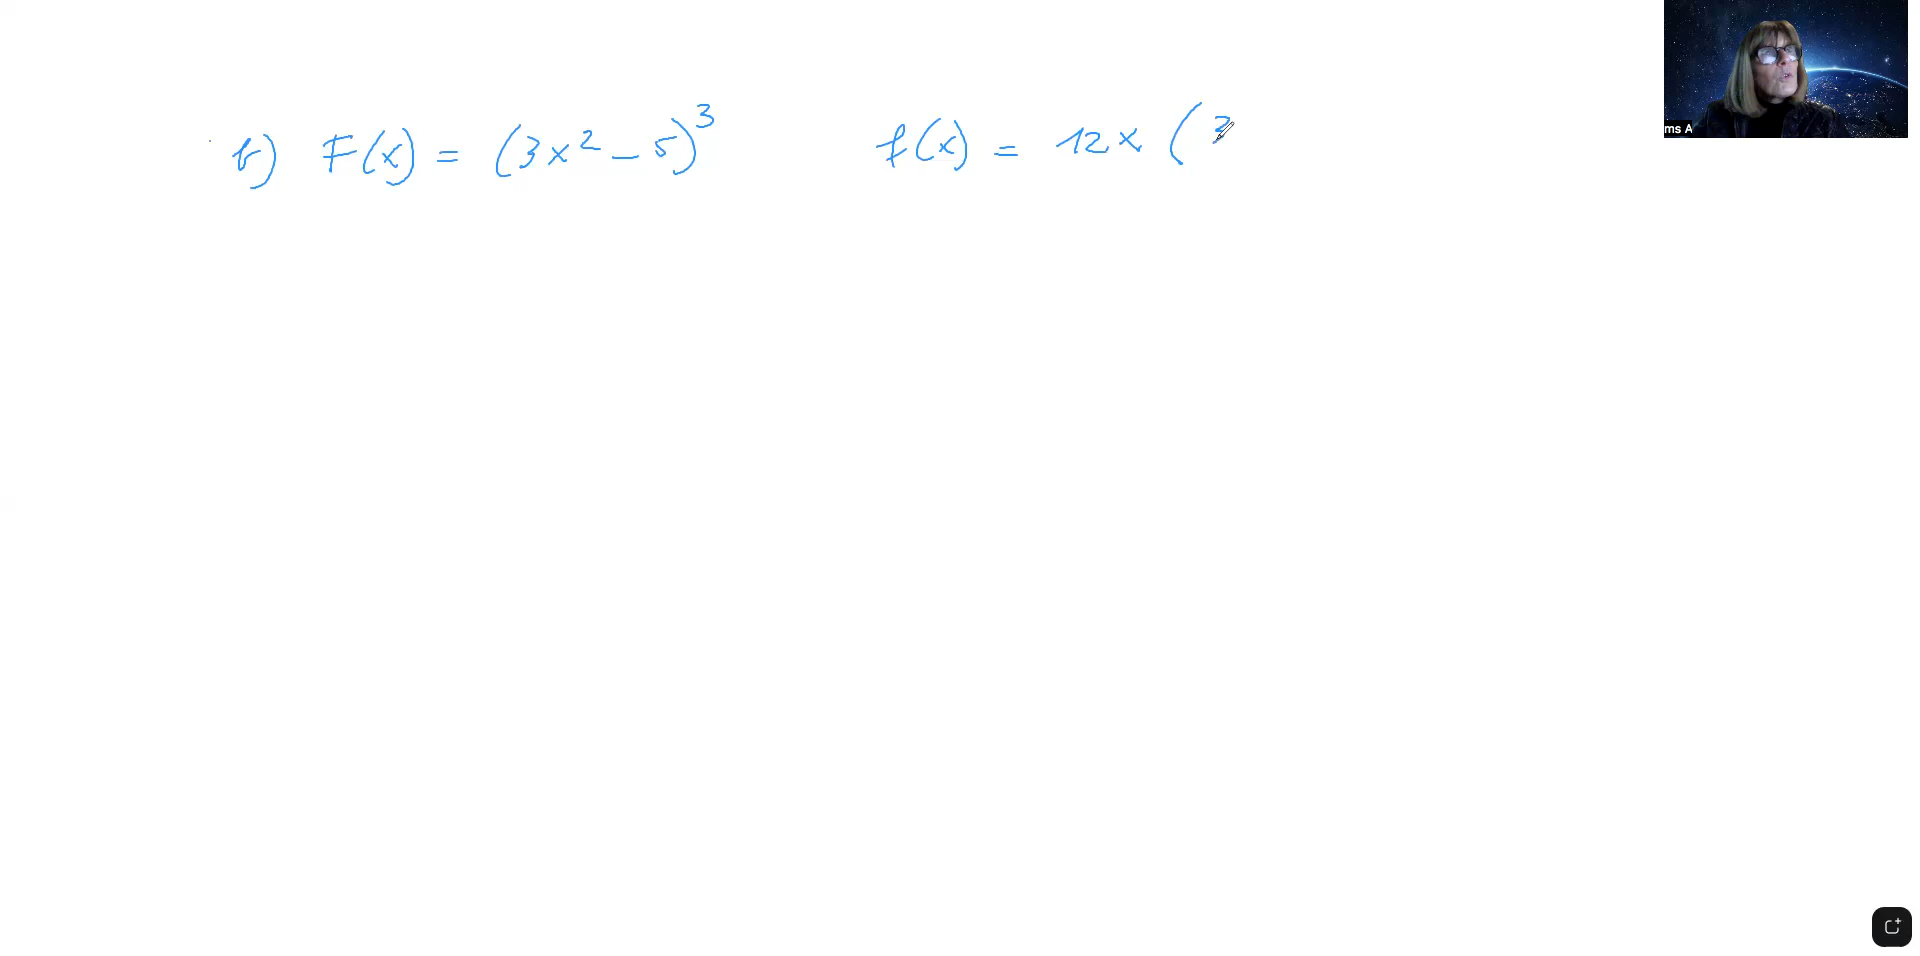 b) F(x) = (3x² - 5)³ f(x) = 12x (3
ms A